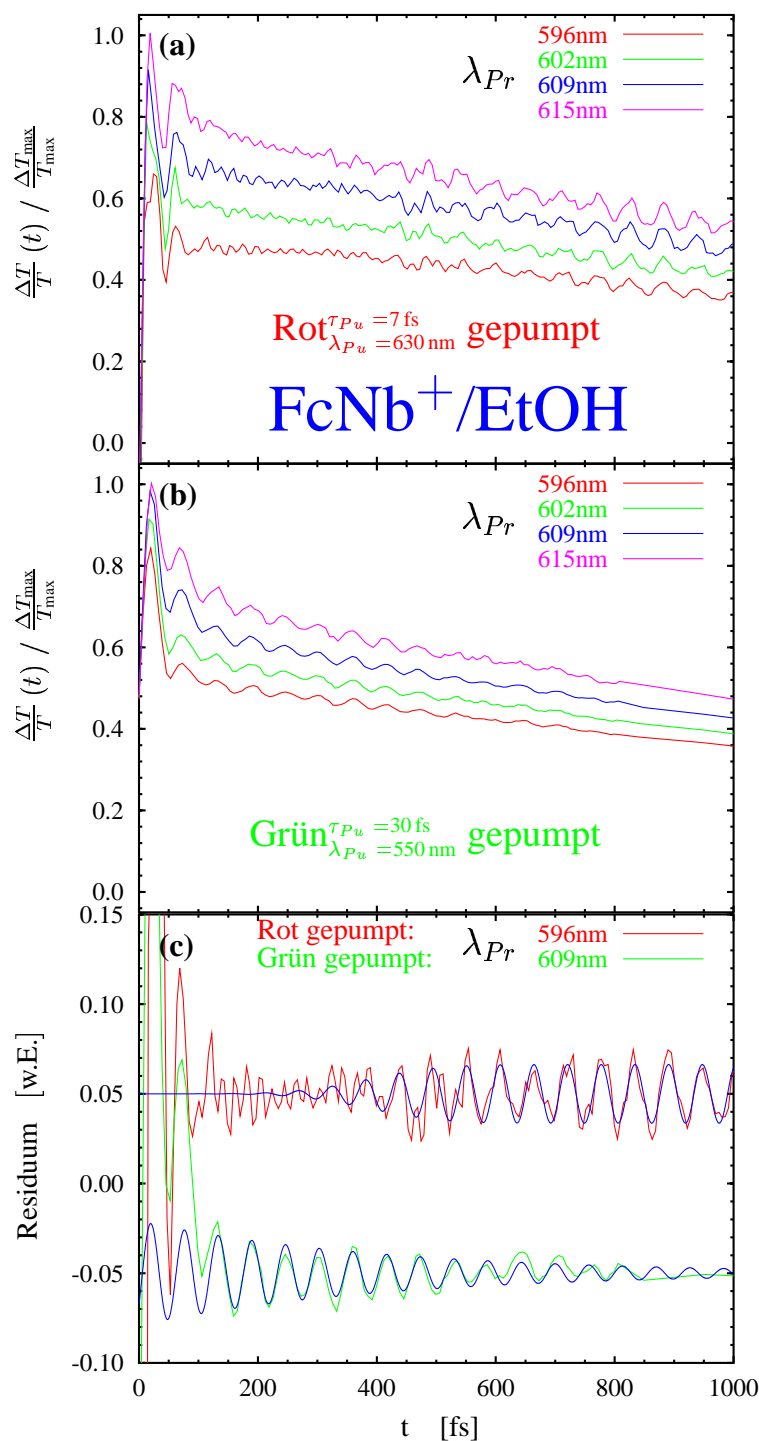 (a)
λPr
596nm
602nm
609nm
615nm
1.0
0.8
0.6
0.4
0.2
0.0
ΔT/T (t) / ΔTmax/Tmax
Rot τPu =7 fs λPu =630 nm gepumpt
FcNb+/EtOH
(b)
λPr
596nm
602nm
609nm
615nm
1.0
0.8
0.6
0.4
0.2
0.0
ΔT/T (t) / ΔTmax/Tmax
Grün τPu =30 fs λPu =550 nm gepumpt
(c)
Rot gepumpt: λPr 596nm
Grün gepumpt: 609nm
0.15
0.10
0.05
0.00
-0.05
-0.10
Residuum [w.E.]
0 200 400 600 800 1000
t [fs]